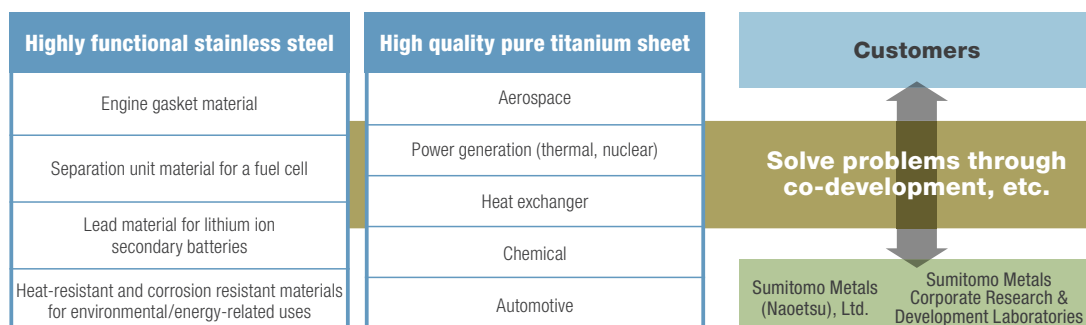 Highly functional stainless steel
Engine gasket material
Separation unit material for a fuel cell
Lead material for lithium ion
secondary batteries
Heat-resistant and corrosion resistant materials
for environmental/energy-related uses
High quality pure titanium sheet
Aerospace
Power generation (thermal, nuclear)
Heat exchanger
Chemical
Automotive
Customers
Solve problems through
co-development, etc.
Sumitomo Metals
(Naoetsu), Ltd.
Sumitomo Metals
Corporate Research &
Development Laboratories